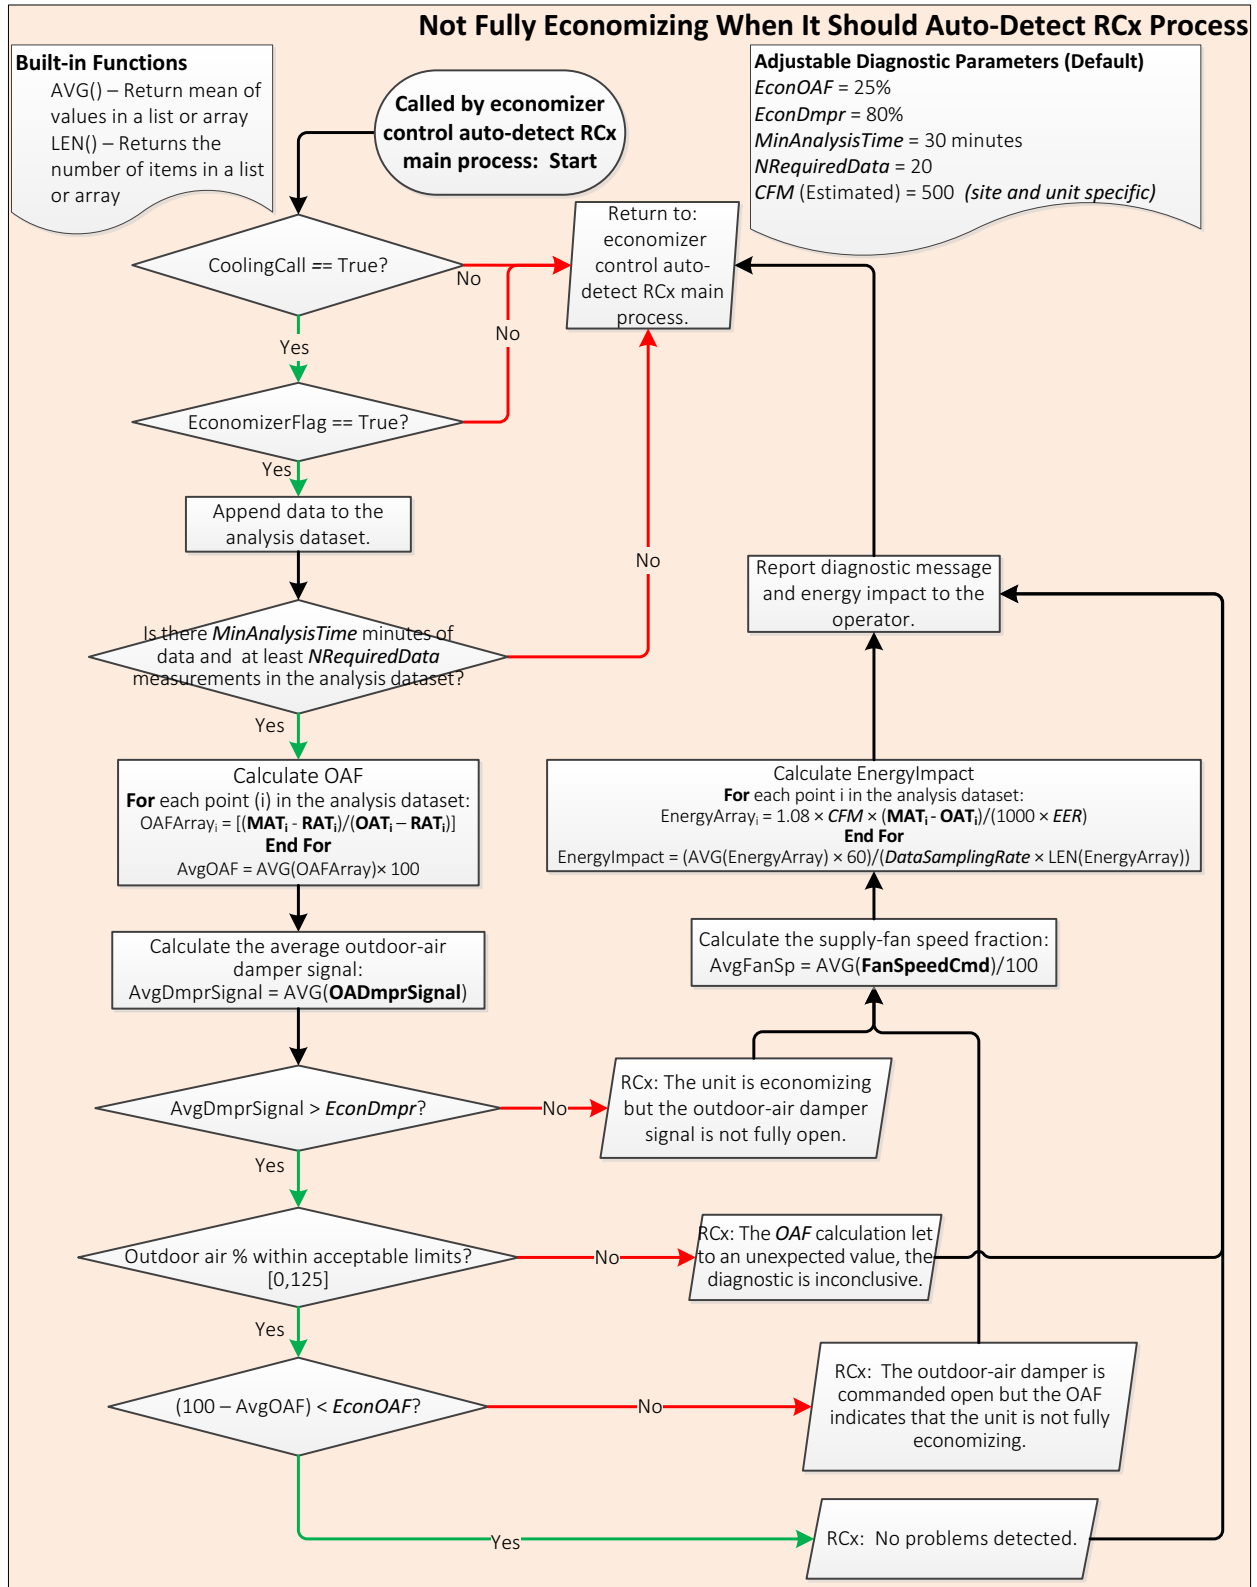 Not Fully Economizing When It Should Auto-Detect RCx Process
Built-in Functions
AVG() – Return mean of
values in a list or array
LEN() – Returns the
number of items in a list
or array
Called by economizer
control auto-detect RCx
main process:  Start
Adjustable Diagnostic Parameters (Default)
EconOAF = 25%
EconDmpr = 80%
MinAnalysisTime = 30 minutes
NRequiredData = 20
CFM (Estimated) = 500  (site and unit specific)
Return to:
economizer
control auto-
detect RCx main
process.
CoolingCall == True?
No
No
Yes
EconomizerFlag == True?
Yes
Append data to the
analysis dataset.
No
Is there MinAnalysisTime minutes of
data and  at least NRequiredData
measurements in the analysis dataset?
Yes
Report diagnostic message
and energy impact to the
operator.
Calculate OAF
For each point (i) in the analysis dataset:
OAFArrayᵢ = [(MATᵢ - RATᵢ)/(OATᵢ – RATᵢ)]
End For
AvgOAF = AVG(OAFArray)× 100
Calculate EnergyImpact
For each point i in the analysis dataset:
EnergyArrayᵢ = 1.08 × CFM × (MATᵢ - OATᵢ)/(1000 × EER)
End For
EnergyImpact = (AVG(EnergyArray) × 60)/(DataSamplingRate × LEN(EnergyArray))
Calculate the average outdoor-air
damper signal:
AvgDmprSignal = AVG(OADmprSignal)
Calculate the supply-fan speed fraction:
AvgFanSp = AVG(FanSpeedCmd)/100
AvgDmprSignal > EconDmpr?
No
RCx: The unit is economizing
but the outdoor-air damper
signal is not fully open.
Yes
Outdoor air % within acceptable limits?
[0,125]
No
RCx: The OAF calculation let
to an unexpected value, the
diagnostic is inconclusive.
Yes
(100 – AvgOAF) < EconOAF?
No
RCx:  The outdoor-air damper is
commanded open but the OAF
indicates that the unit is not fully
economizing.
Yes
RCx:  No problems detected.